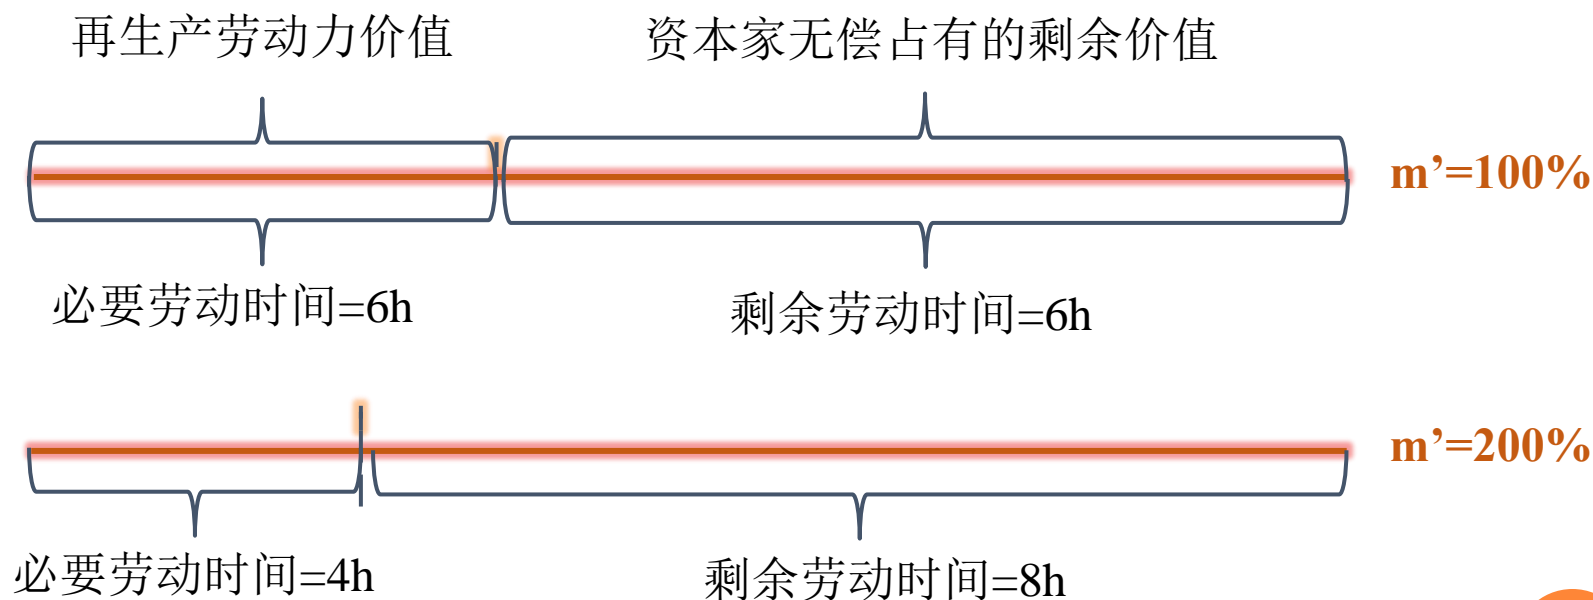 再生产劳动力价值
资本家无偿占有的剩余价值
m’=100%
必要劳动时间=6h
剩余劳动时间=6h
m’=200%
必要劳动时间=4h
剩余劳动时间=8h